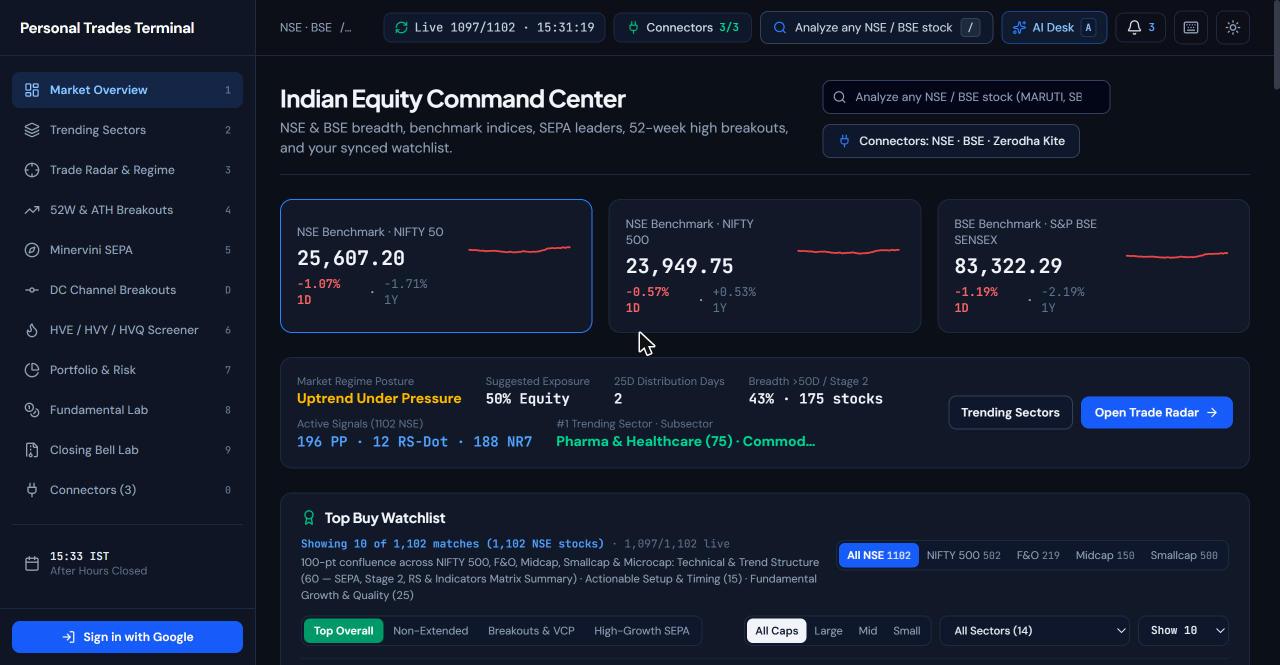 Personal Trades Terminal
NSE · BSE /...
Live 1097/1102 · 15:31:19
Connectors 3/3
Analyze any NSE / BSE stock /
AI Desk A
3
Market Overview 1
Trending Sectors 2
Trade Radar & Regime 3
52W & ATH Breakouts 4
Minervini SEPA 5
DC Channel Breakouts D
HVE / HVY / HVQ Screener 6
Portfolio & Risk 7
Fundamental Lab 8
Closing Bell Lab 9
Connectors (3) 0
15:33 IST
After Hours Closed
Sign in with Google
Indian Equity Command Center
NSE & BSE breadth, benchmark indices, SEPA leaders, 52-week high breakouts,
and your synced watchlist.
Analyze any NSE / BSE stock (MARUTI, SB
Connectors: NSE · BSE · Zerodha Kite
NSE Benchmark · NIFTY 50
25,607.20
-1.07% · -1.71%
1D 1Y
NSE Benchmark · NIFTY
500
23,949.75
-0.57% · +0.53%
1D 1Y
BSE Benchmark · S&P BSE
SENSEX
83,322.29
-1.19% · -2.19%
1D 1Y
Market Regime Posture
Uptrend Under Pressure
Suggested Exposure
50% Equity
25D Distribution Days
2
Breadth >50D / Stage 2
43% · 175 stocks
Active Signals (1102 NSE)
196 PP · 12 RS-Dot · 188 NR7
#1 Trending Sector · Subsector
Pharma & Healthcare (75) · Commod...
Trending Sectors
Open Trade Radar →
Top Buy Watchlist
Showing 10 of 1,102 matches (1,102 NSE stocks) · 1,097/1,102 live
100-pt confluence across NIFTY 500, F&O, Midcap, Smallcap & Microcap: Technical & Trend Structure
(60 — SEPA, Stage 2, RS & Indicators Matrix Summary) · Actionable Setup & Timing (15) · Fundamental
Growth & Quality (25)
All NSE 1102 NIFTY 500 502 F&O 219 Midcap 150 Smallcap 500
Top Overall Non-Extended Breakouts & VCP High-Growth SEPA
All Caps Large Mid Small
All Sectors (14)
Show 10